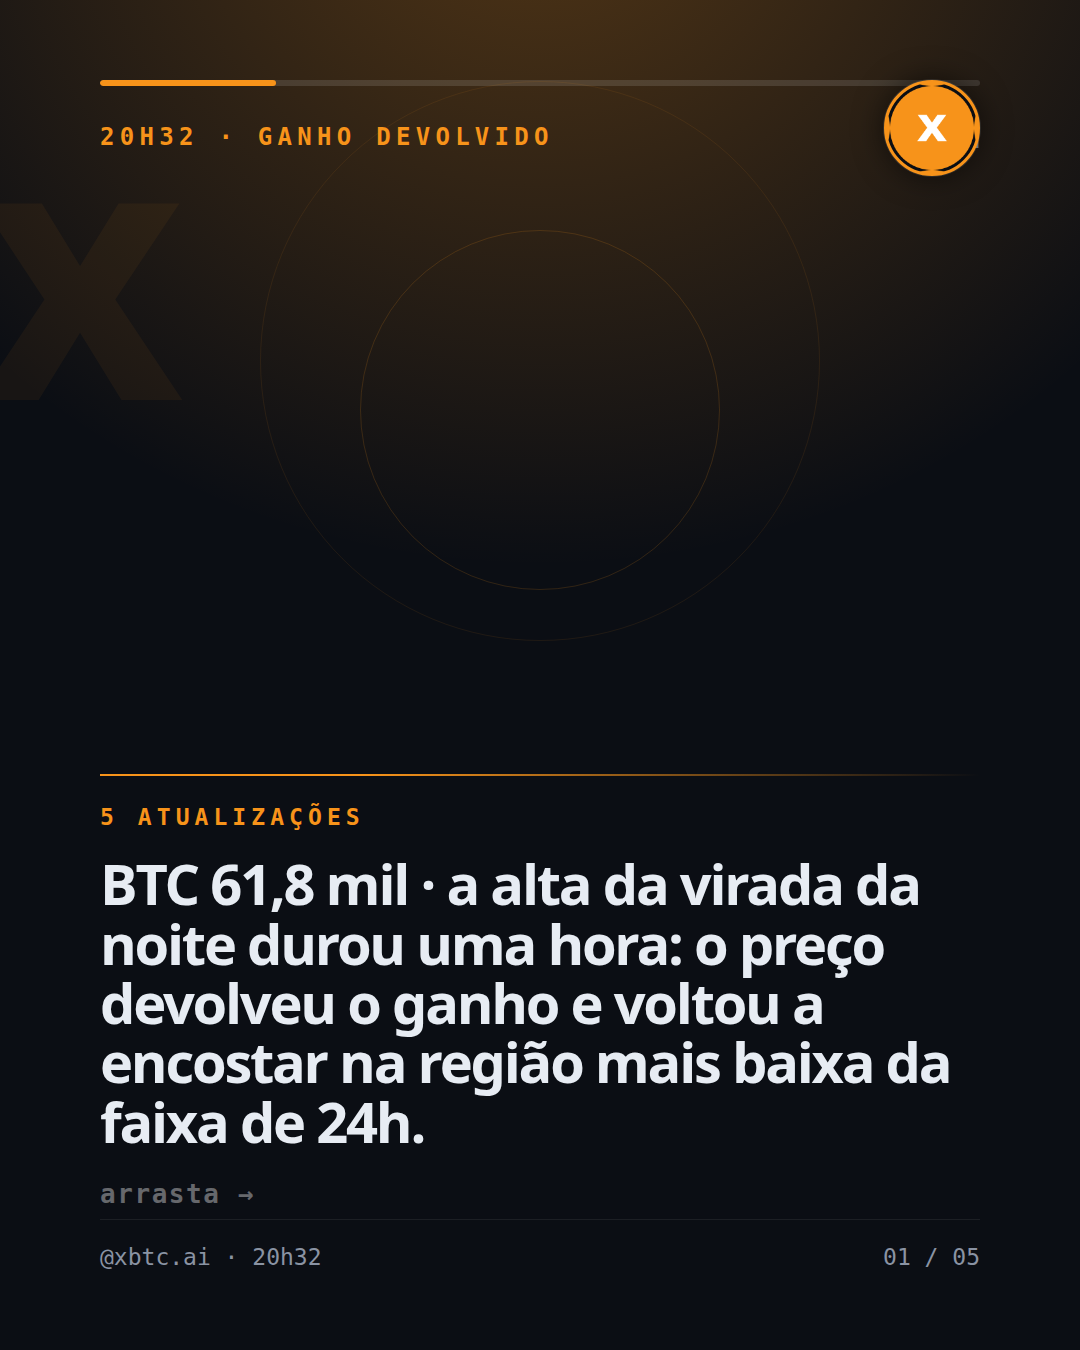 20H32 · GANHO DEVOLVIDO
X
X
5 ATUALIZAÇÕES
BTC 61,8 mil · a alta da virada da
noite durou uma hora: o preço
devolveu o ganho e voltou a
encostar na região mais baixa da
faixa de 24h.
arrasta →
@xbtc.ai · 20h32
01 / 05